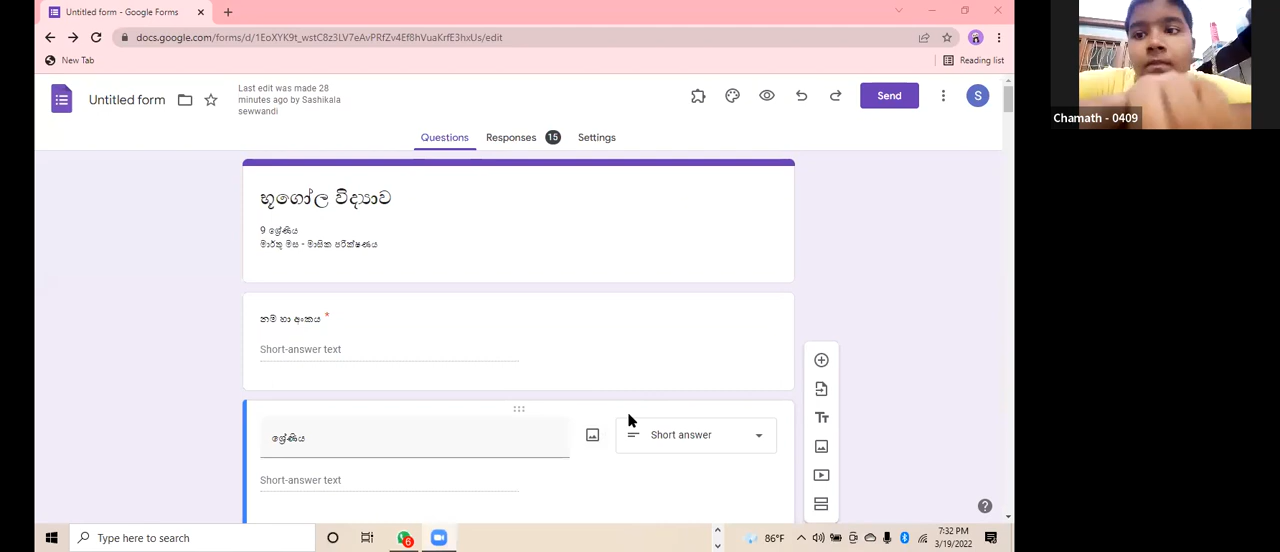 Untitled form - Google Forms
docs.google.com/forms/d/1EoXYK9t_wstC8z3LV7eAvPRfZv4Ef8hVuaKrfE3hxUs/edit
New Tab
Reading list
Untitled form
Last edit was made 28
minutes ago by Sashikala
sewwandi
Send
S
Questions
Responses 15
Settings
භූගෝල විද්‍යාව
9 ශ්‍රේණිය
මාර්තු මස - මාසික පරික්ෂණය
නම හා අංකය *
Short-answer text
ශ්‍රේණිය
Short answer
Short-answer text
Tт
Chamath - 0409
Type here to search
6
86°F
7:32 PM
3/19/2022